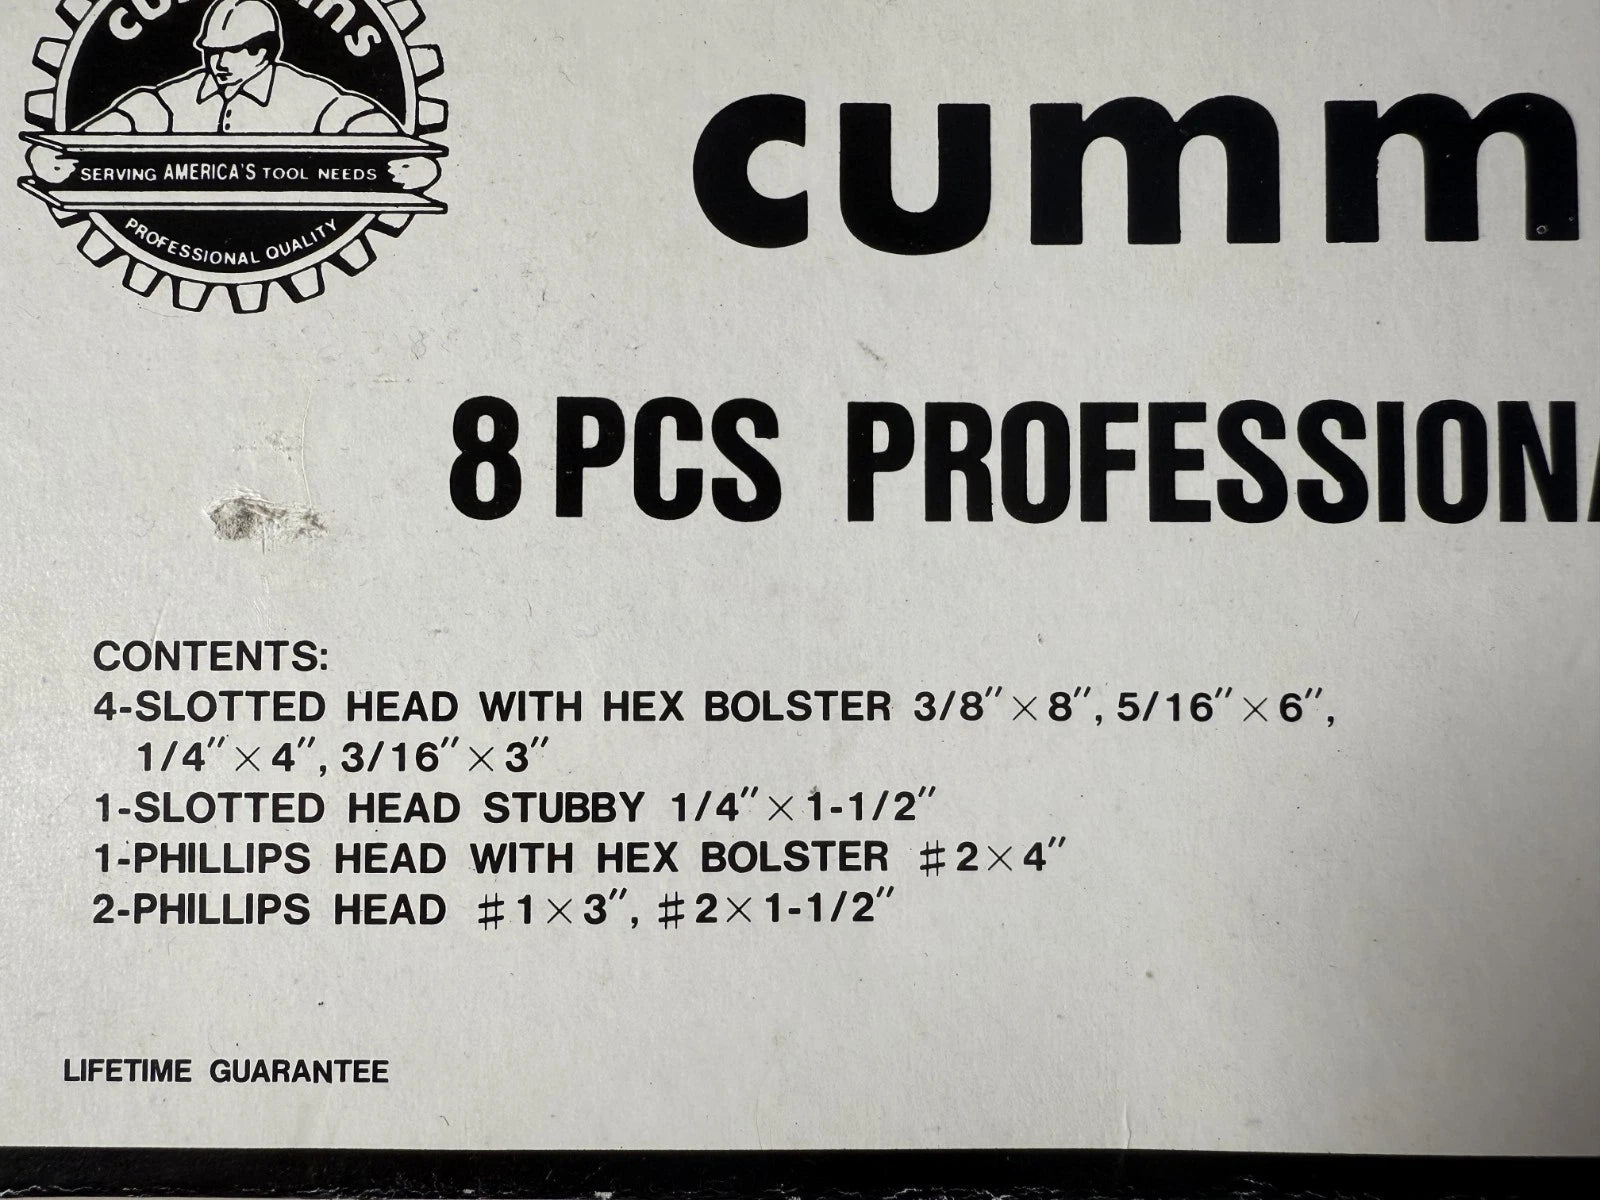 SERVING AMERICA'S TOOL NEEDS
PROFESSIONAL QUALITY
cumm
8 PCS PROFESSIONA
CONTENTS:
4-SLOTTED HEAD WITH HEX BOLSTER 3/8″×8″, 5/16″×6″,
1/4″×4″, 3/16″×3″
1-SLOTTED HEAD STUBBY 1/4″×1-1/2″
1-PHILLIPS HEAD WITH HEX BOLSTER #2×4″
2-PHILLIPS HEAD #1×3″, #2×1-1/2″
LIFETIME GUARANTEE